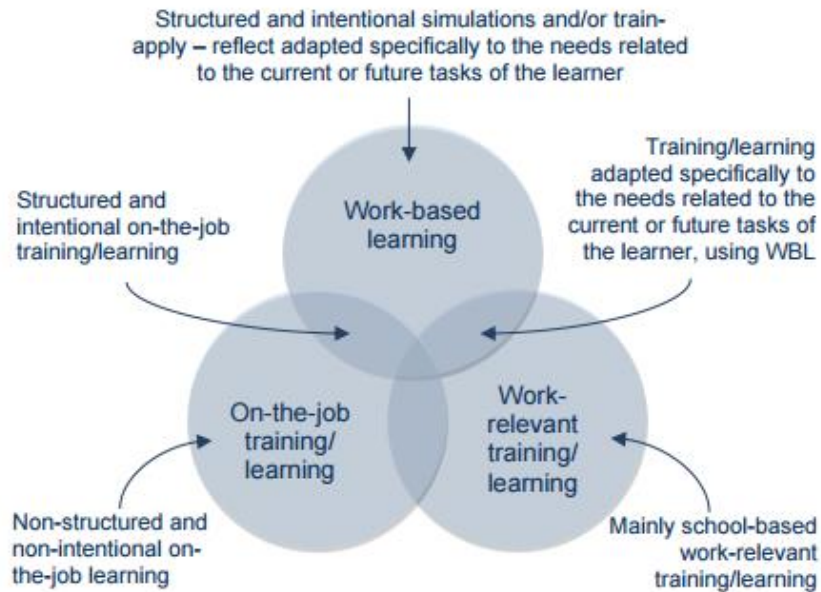 Structured and intentional simulations and/or train-
apply – reflect adapted specifically to the needs related
to the current or future tasks of the learner
Training/learning
adapted specifically to
the needs related to the
current or future tasks of
the learner, using WBL
Structured and
intentional on-the-job
training/learning
Work-based
learning
On-the-job
training/
learning
Work-
relevant
training/
learning
Non-structured and
non-intentional on-
the-job learning
Mainly school-based
work-relevant
training/learning